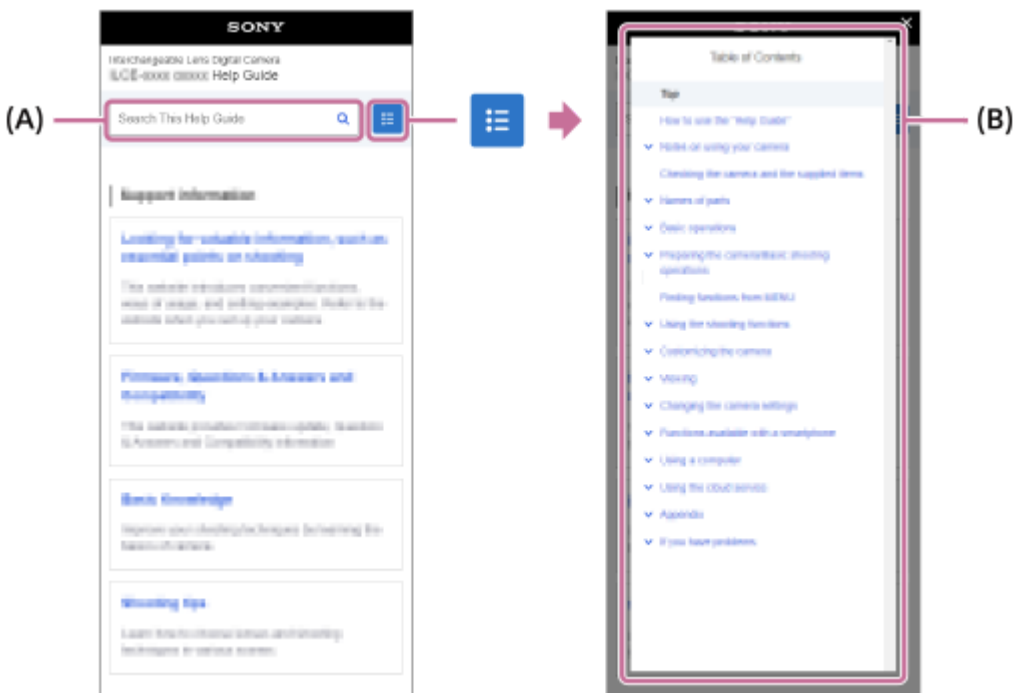 SONY
Interchangeable Lens Digital Camera
ILCE-xxxx xxxxx Help Guide
(A)
Search This Help Guide
Support Information
Looking for valuable information, such as
essential points on shooting
This website introduces convenient functions,
ways of usage, and setting examples. Refer to the
website when you set up your camera.
Firmware, Questions & Answers and
Compatibility
This website provides Firmware update, Question
& Answers and Compatibility information
Basic Knowledge
Improve your shooting techniques by learning the
basics of camera.
Shooting tips
Learn how to choose lenses and shooting
techniques in various scenes.
(B)
Table of Contents
Top
How to use the "Help Guide"
Notes on using your camera
Checking the camera and the supplied items
Names of parts
Basic operations
Preparing the camera/Basic shooting
operations
Finding functions from MENU
Using the shooting functions
Customizing the camera
Viewing
Changing the camera settings
Functions available with a smartphone
Using a computer
Using the cloud service
Appendix
If you have problems